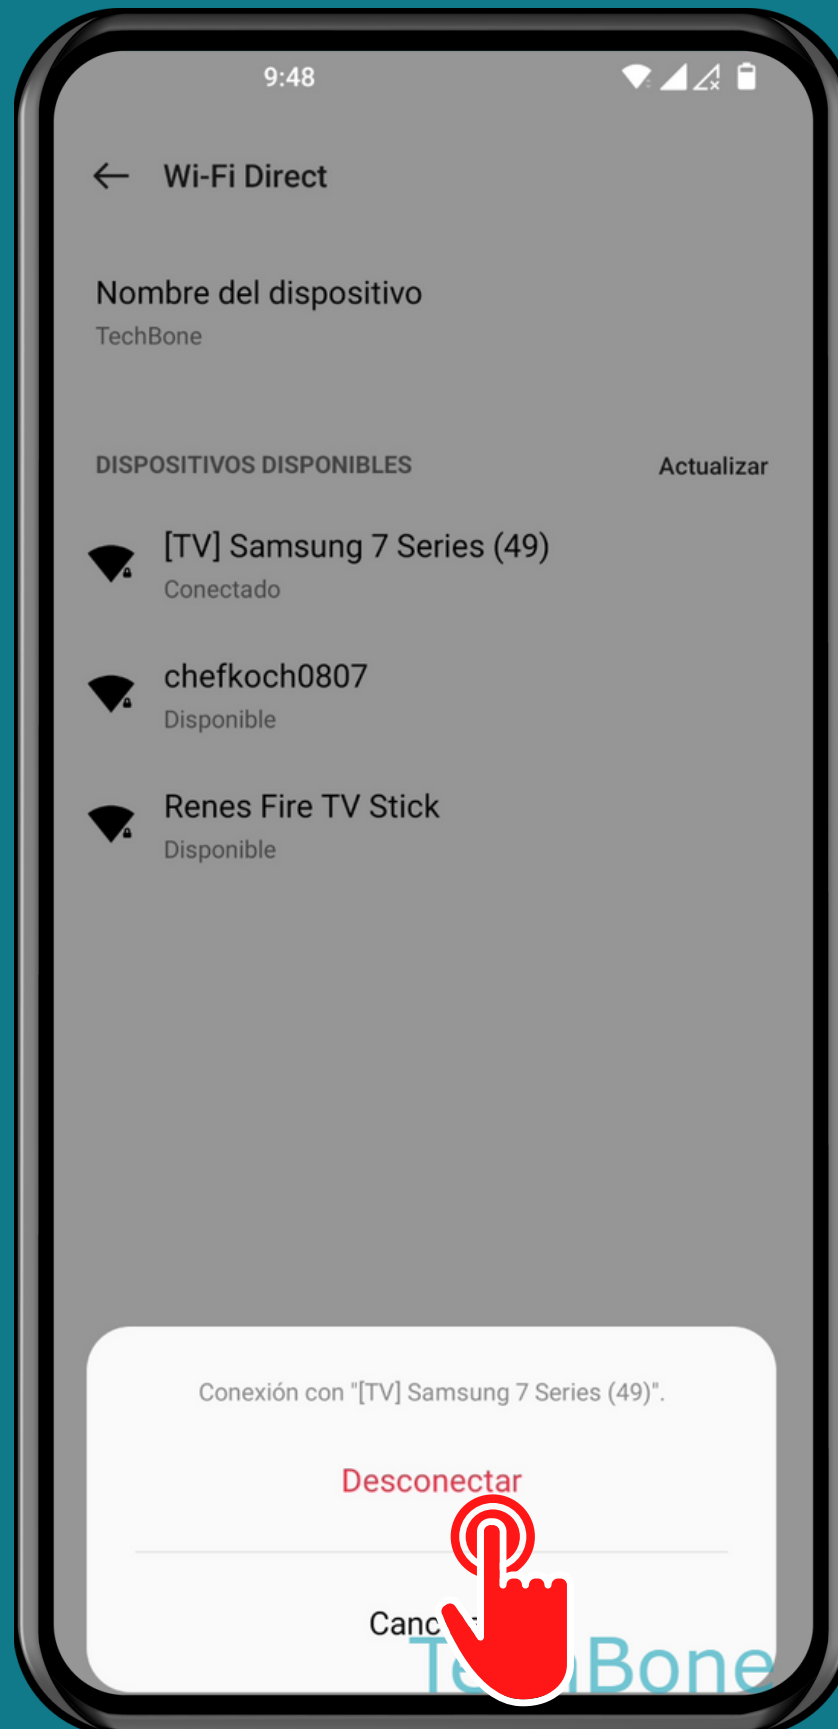 9:48
Wi-Fi Direct
Nombre del dispositivo
TechBone
DISPOSITIVOS DISPONIBLES
Actualizar
[TV] Samsung 7 Series (49)
Conectado
chefkoch0807
Disponible
Renes Fire TV Stick
Disponible
Conexión con "[TV] Samsung 7 Series (49)".
Desconectar